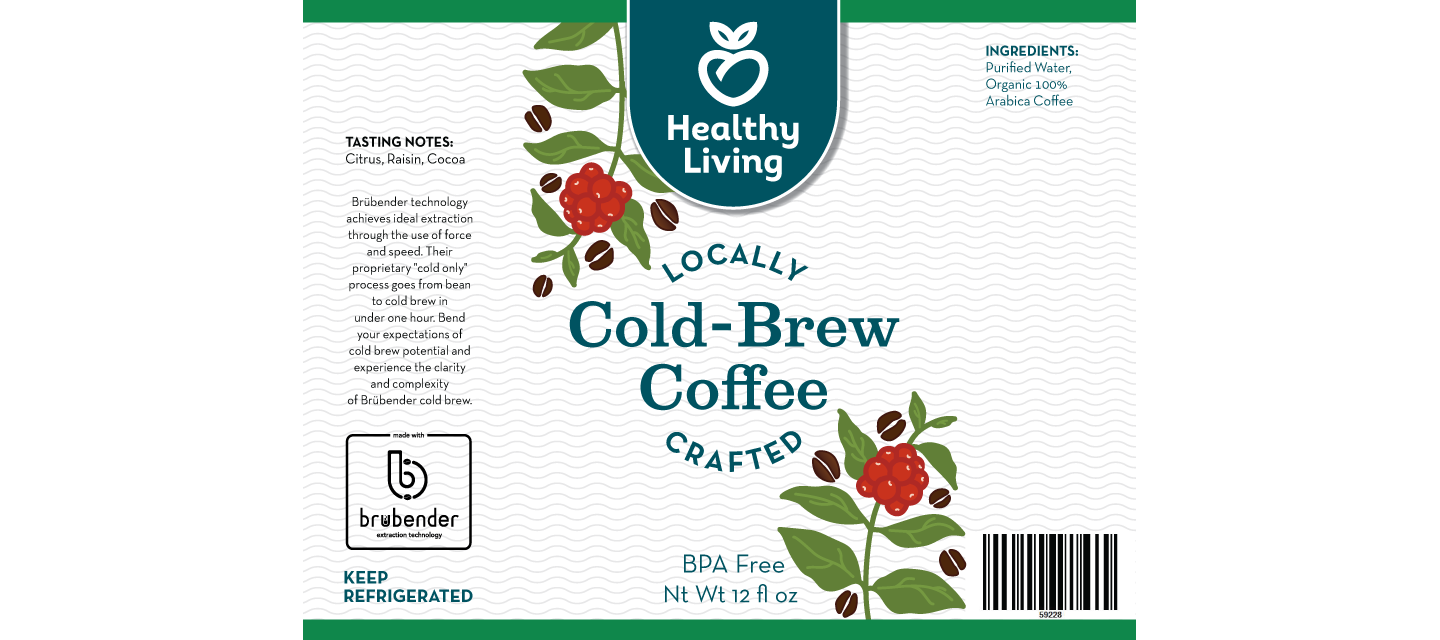 TASTING NOTES:
Citrus, Raisin, Cocoa
Brübender technology
achieves ideal extraction
through the use of force
and speed. Their
proprietary "cold only"
process goes from bean
to cold brew in
under one hour. Bend
your expectations of
cold brew potential and
experience the clarity
and complexity
of Brübender cold brew.
made with
brübender
extraction technology
KEEP
REFRIGERATED
Healthy
Living
LOCALLY
Cold-Brew
Coffee
CRAFTED
BPA Free
Nt Wt 12 fl oz
INGREDIENTS:
Purified Water,
Organic 100%
Arabica Coffee
59228